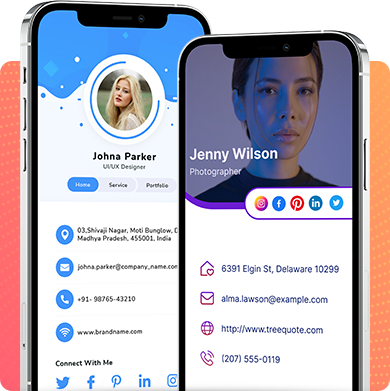 Johna Parker
UI/UX Designer
Home Service Portfolio
03,Shivaji Nagar, Moti Bunglow, D
Madhya Pradesh, 455001, India
johna.parker@company_name.com
+91- 98765-43210
www.brandname.com
Connect With Me
Jenny Wilson
Photographer
6391 Elgin St, Delaware 10299
alma.lawson@example.com
http://www.treequote.com
(207) 555-0119